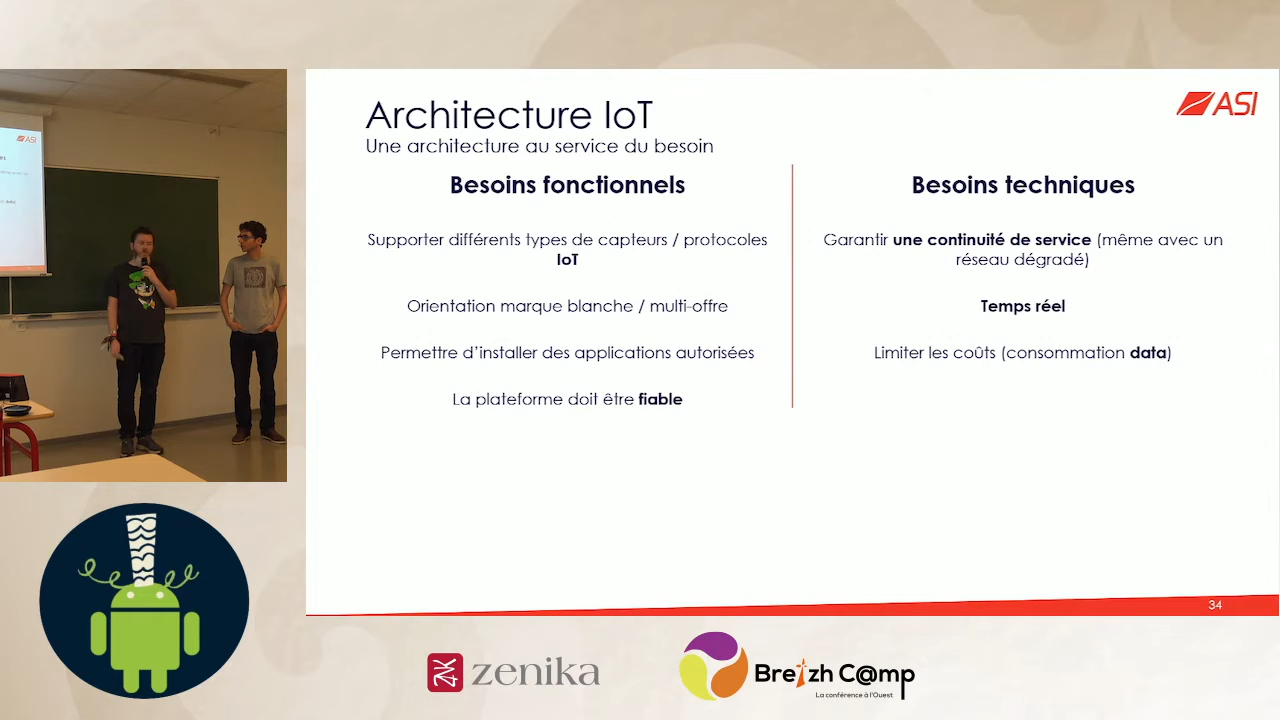 ASI
Architecture IoT
Une architecture au service du besoin
ASI
Besoins fonctionnels
Supporter différents types de capteurs / protocoles
IoT
Orientation marque blanche / multi-offre
Permettre d'installer des applications autorisées
La plateforme doit être fiable
Besoins techniques
Garantir une continuité de service (même avec un
réseau dégradé)
Temps réel
Limiter les coûts (consommation data)
34
zenika
Breizh C@mp
La conférence à l'Ouest